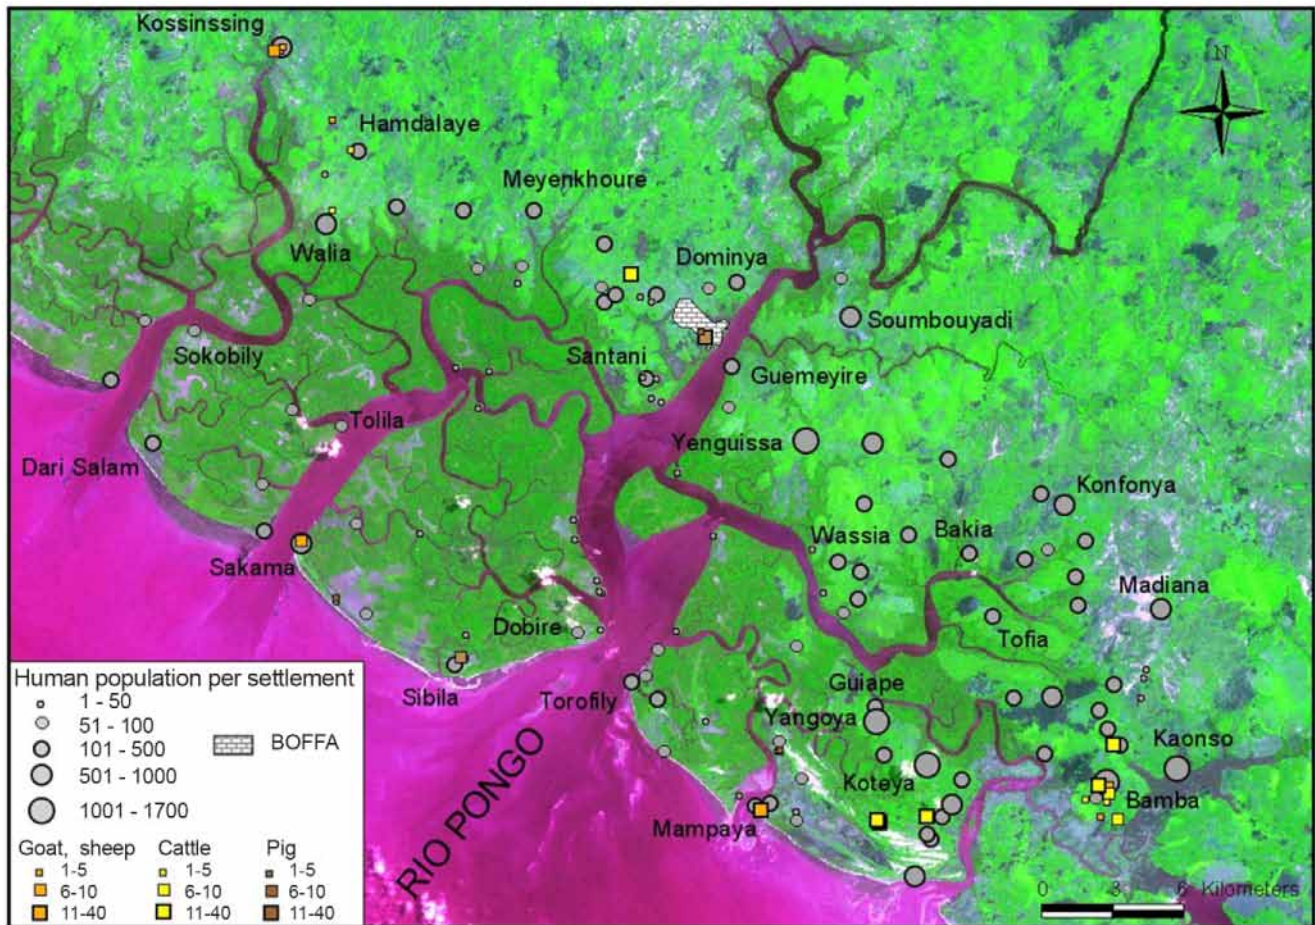 Kossinssing
N
Hamdalaye
Meyenkhoure
Walia
Dominya
Soumbouyadi
Sokobily
Santani
Guemeyire
Tolila
Yenguissa
Dari Salam
Konfonya
Wassia
Bakia
Sakama
Madiana
Dobire
Tofia
Sibila
Torofily
Guiape
Yangoya
Kaonso
Koteya
Bamba
Mampaya
RIO PONGO
Human population per settlement
1 - 50
51 - 100
101 - 500
501 - 1000
1001 - 1700
BOFFA
Goat, sheep Cattle Pig
1-5 1-5 1-5
6-10 6-10 6-10
11-40 11-40 11-40
0 3 6 Kilometers